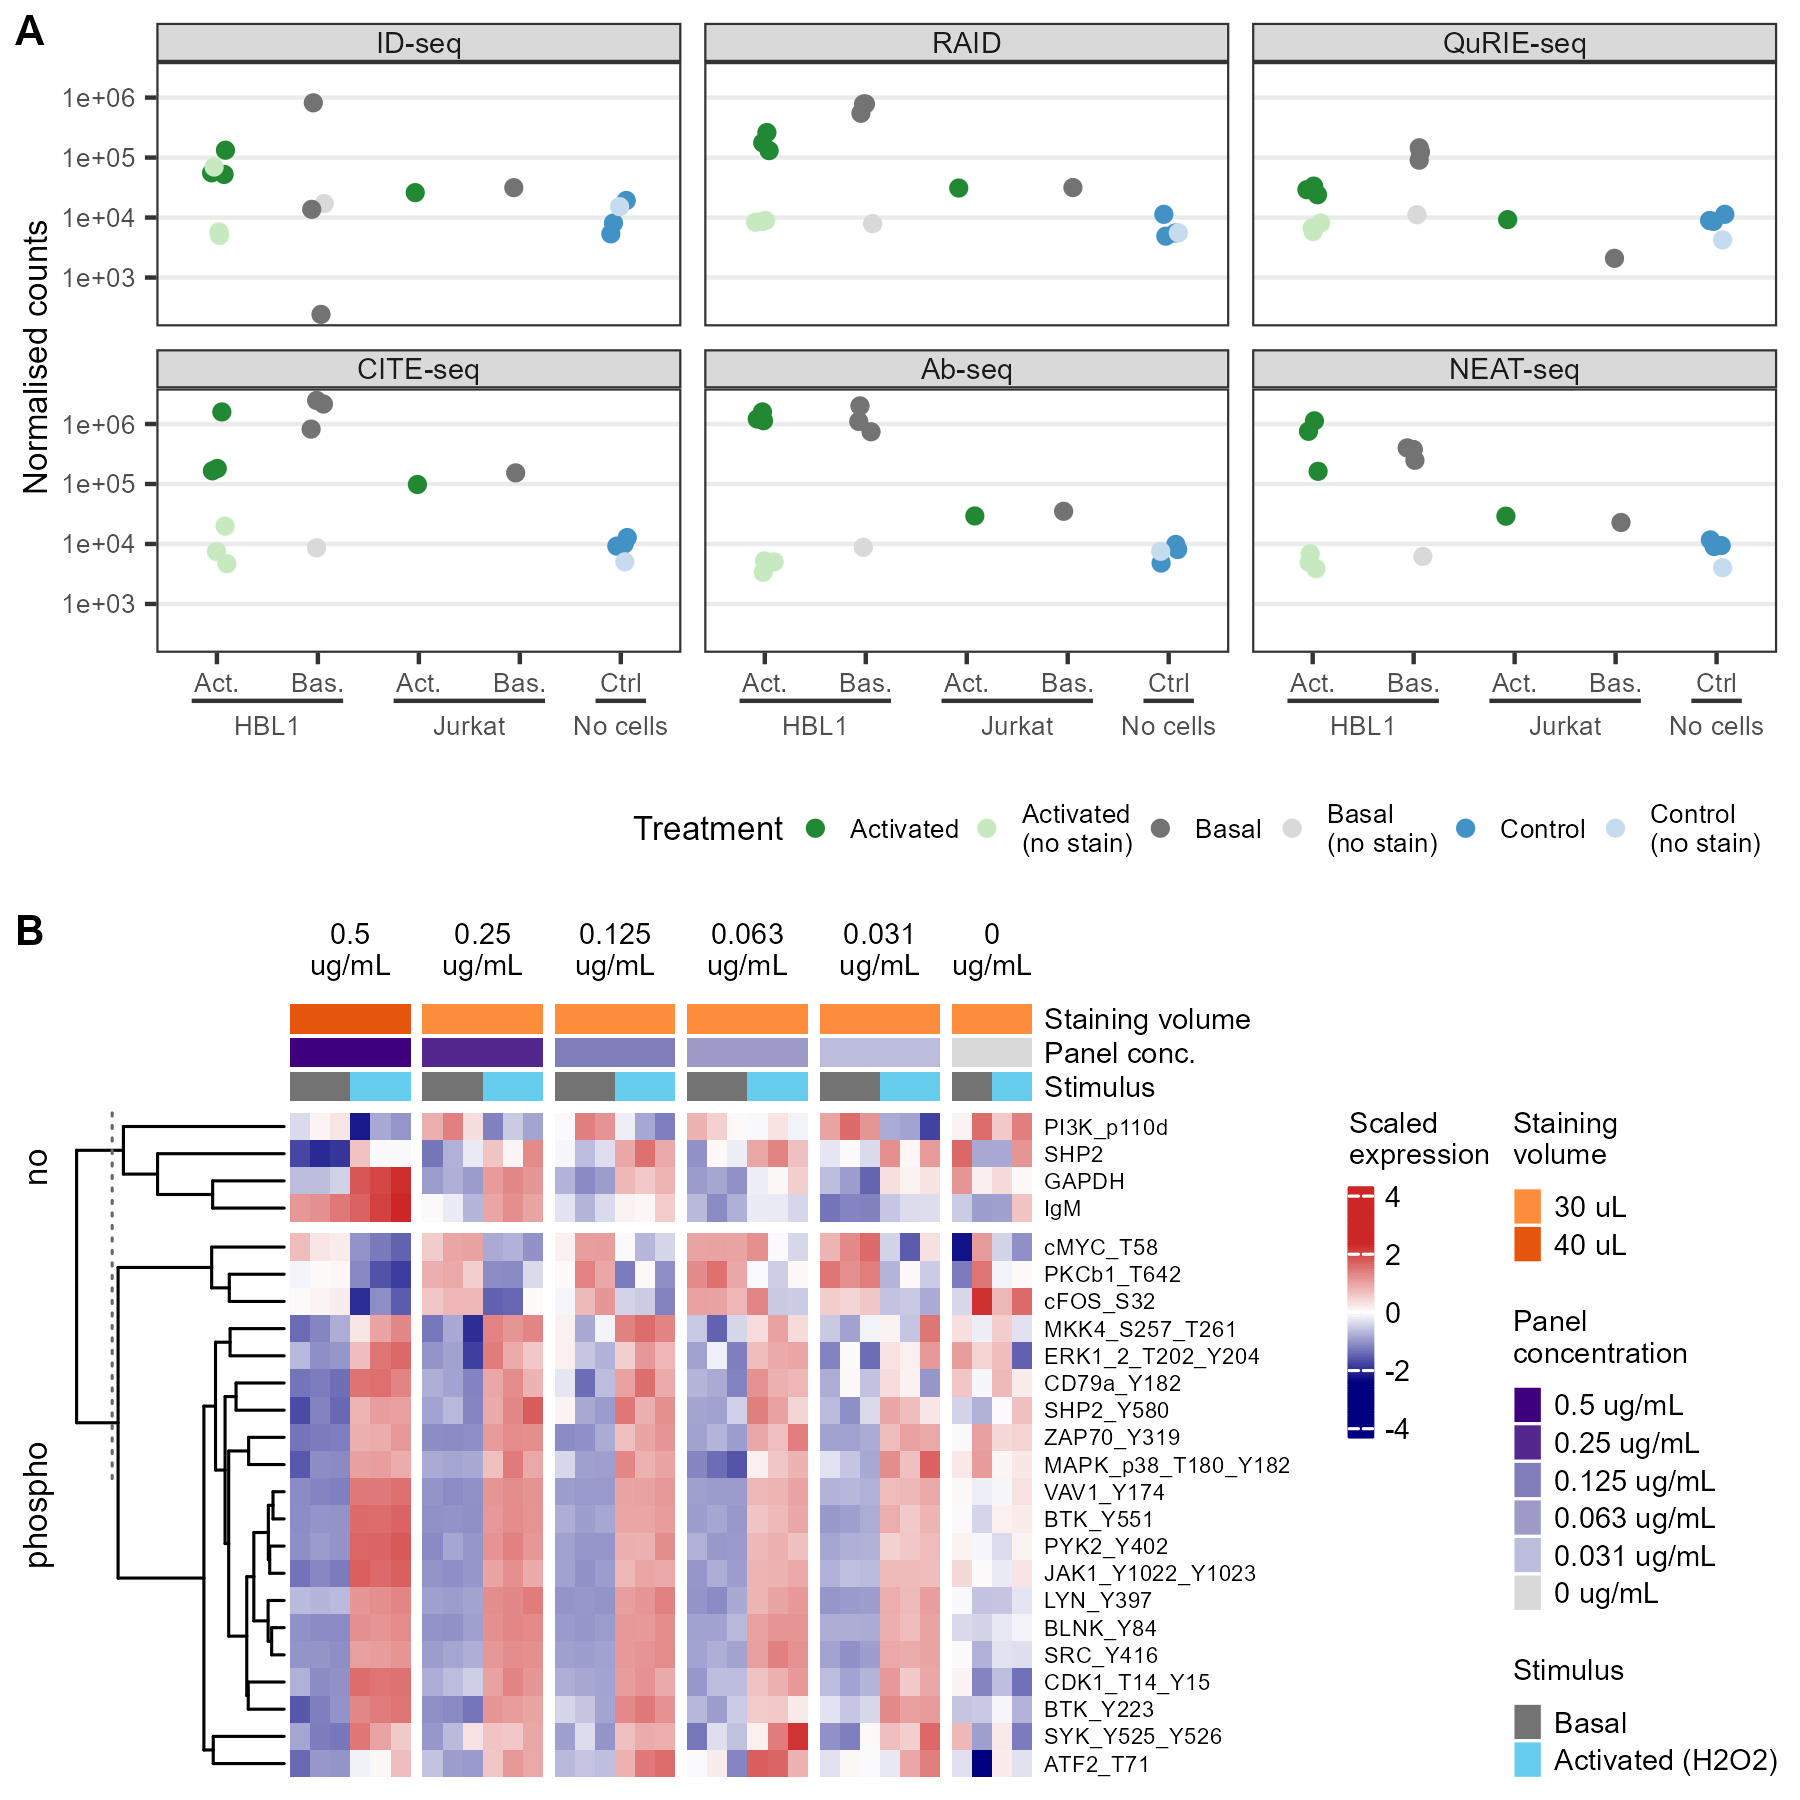 A
ID-seq
RAID
QuRIE-seq
1e+06
1e+05
1e+04
1e+03
CITE-seq
Ab-seq
NEAT-seq
1e+06
1e+05
1e+04
1e+03
Normalised counts
Act. Bas. Act. Bas. Ctrl
HBL1 Jurkat No cells
Act. Bas. Act. Bas. Ctrl
HBL1 Jurkat No cells
Act. Bas. Act. Bas. Ctrl
HBL1 Jurkat No cells
Treatment
Activated
Activated
(no stain)
Basal
Basal
(no stain)
Control
Control
(no stain)
B
0.5
ug/mL
0.25
ug/mL
0.125
ug/mL
0.063
ug/mL
0.031
ug/mL
0
ug/mL
Staining volume
Panel conc.
Stimulus
no
phospho
PI3K_p110d
SHP2
GAPDH
IgM
cMYC_T58
PKCb1_T642
cFOS_S32
MKK4_S257_T261
ERK1_2_T202_Y204
CD79a_Y182
SHP2_Y580
ZAP70_Y319
MAPK_p38_T180_Y182
VAV1_Y174
BTK_Y551
PYK2_Y402
JAK1_Y1022_Y1023
LYN_Y397
BLNK_Y84
SRC_Y416
CDK1_T14_Y15
BTK_Y223
SYK_Y525_Y526
ATF2_T71
Scaled
expression
4
2
0
-2
-4
Staining
volume
30 uL
40 uL
Panel
concentration
0.5 ug/mL
0.25 ug/mL
0.125 ug/mL
0.063 ug/mL
0.031 ug/mL
0 ug/mL
Stimulus
Basal
Activated (H2O2)